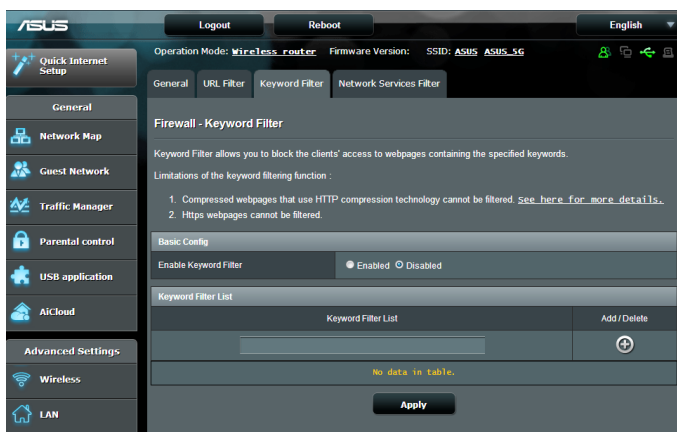 ASUS
Logout
Reboot
English
Quick Internet Setup
Operation Mode: Wireless router Firmware Version: SSID: ASUS ASUS_5G
General
URL Filter
Keyword Filter
Network Services Filter
General
Network Map
Guest Network
Traffic Manager
Parental control
USB application
AiCloud
Advanced Settings
Wireless
LAN
Firewall - Keyword Filter
Keyword Filter allows you to block the clients' access to webpages containing the specified keywords.
Limitations of the keyword filtering function :
1. Compressed webpages that use HTTP compression technology cannot be filtered. See here for more details.
2. Https webpages cannot be filtered.
Basic Config
Enable Keyword Filter
Enabled Disabled
Keyword Filter List
Keyword Filter List
Add / Delete
No data in table.
Apply